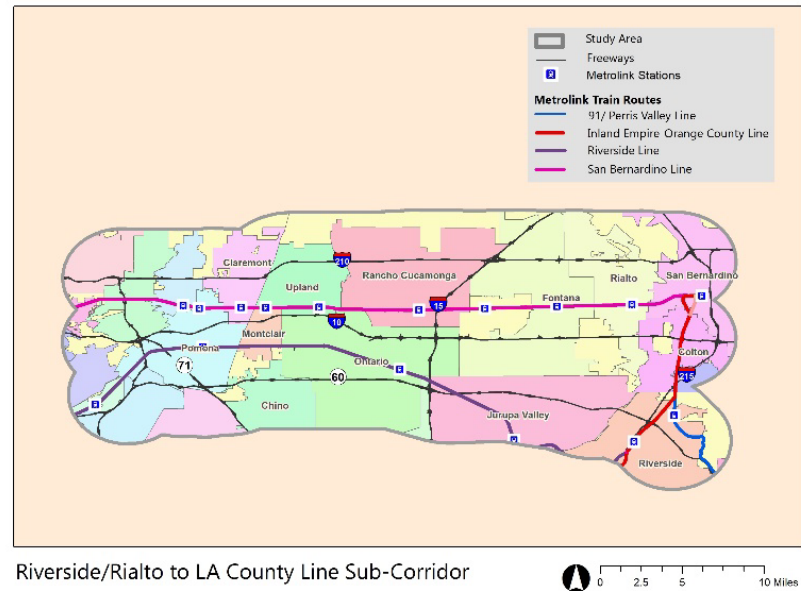 Study Area
Freeways
Metrolink Stations
Metrolink Train Routes
91/ Perris Valley Line
Inland Empire Orange County Line
Riverside Line
San Bernardino Line
Claremont
210
Rancho Cucamonga
Rialto
San Bernardino
Upland
15
Fontana
10
Montclair
Pomona
Colton
71
Ontario
60
215
Chino
Jurupa Valley
Riverside
Riverside/Rialto to LA County Line Sub-Corridor
0 2.5 5 10 Miles